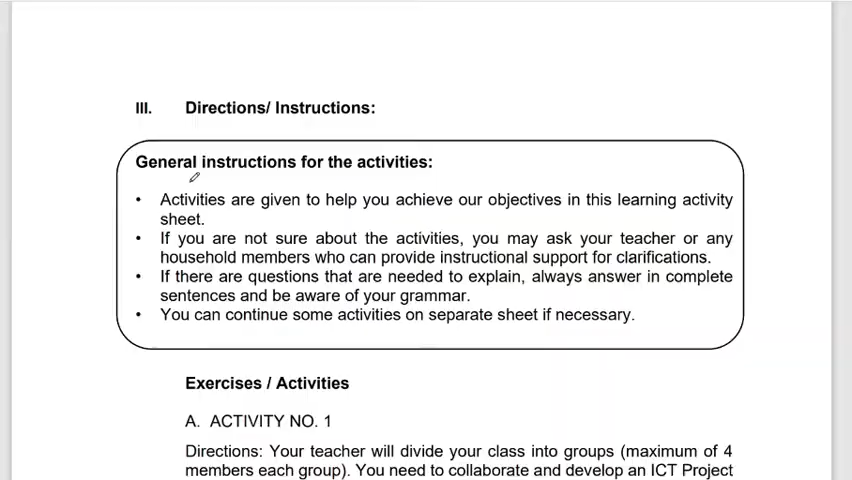 III. Directions/ Instructions:
General instructions for the activities:
• Activities are given to help you achieve our objectives in this learning activity
sheet.
• If you are not sure about the activities, you may ask your teacher or any
household members who can provide instructional support for clarifications.
• If there are questions that are needed to explain, always answer in complete
sentences and be aware of your grammar.
• You can continue some activities on separate sheet if necessary.
Exercises / Activities
A. ACTIVITY NO. 1
Directions: Your teacher will divide your class into groups (maximum of 4
members each group). You need to collaborate and develop an ICT Project